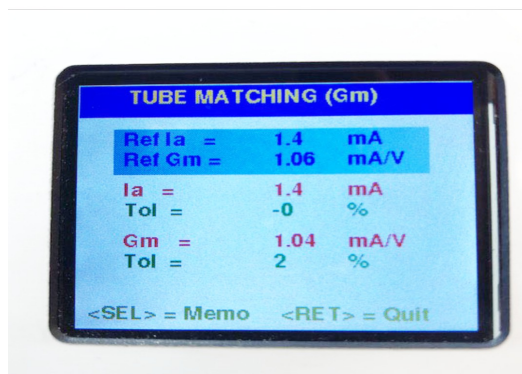 TUBE MATCHING (Gm)
Ref Ia = 1.4 mA
Ref Gm = 1.06 mA/V
Ia = 1.4 mA
Tol = -0 %
Gm = 1.04 mA/V
Tol = 2 %
<SEL> = Memo <RET> = Quit